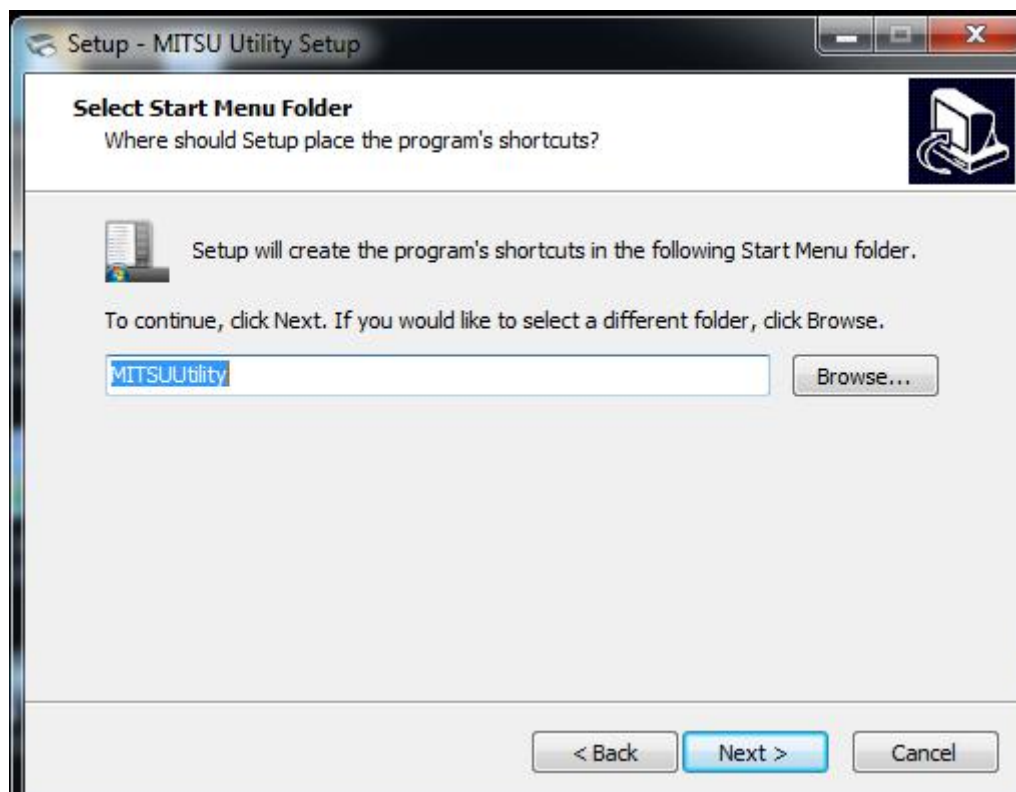 Setup - MITSU Utility Setup
Select Start Menu Folder
Where should Setup place the program's shortcuts?
Setup will create the program's shortcuts in the following Start Menu folder.
To continue, click Next. If you would like to select a different folder, click Browse.
MITSUUtility
Browse...
< Back
Next >
Cancel